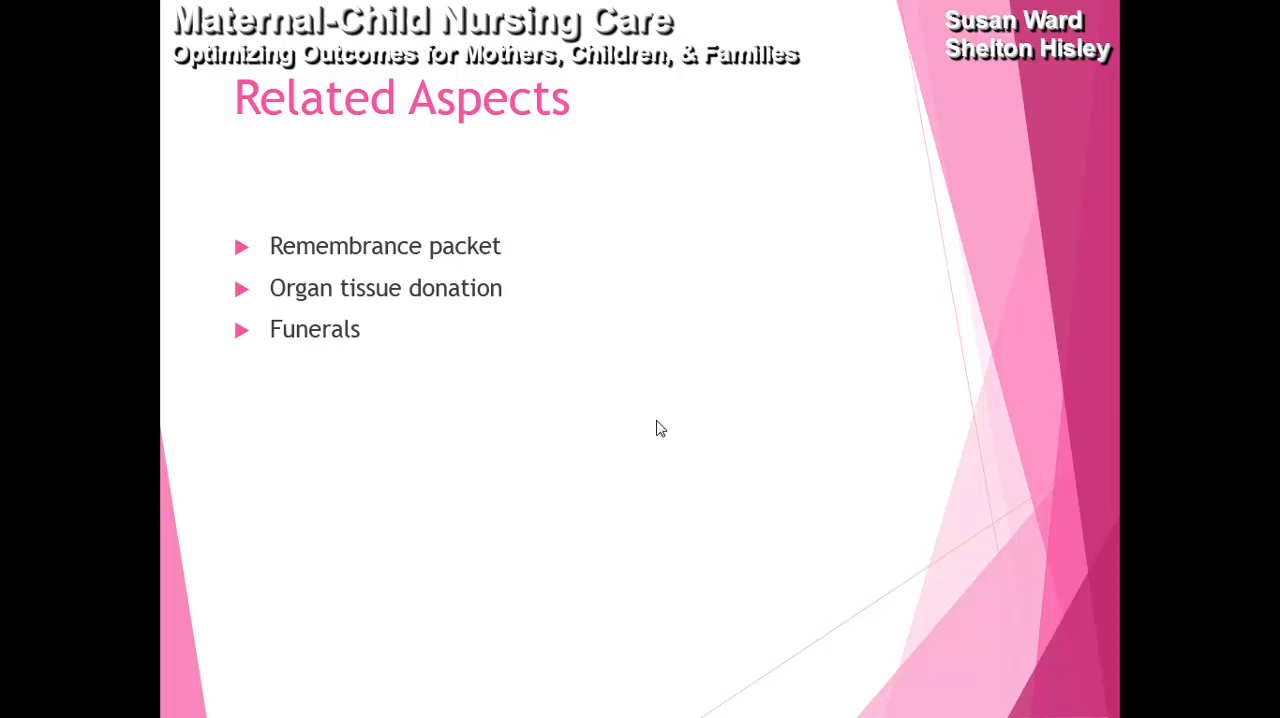 Maternal-Child Nursing Care
Optimizing Outcomes for Mothers, Children, & Families
Susan Ward
Shelton Hisley
Related Aspects
Remembrance packet
Organ tissue donation
Funerals